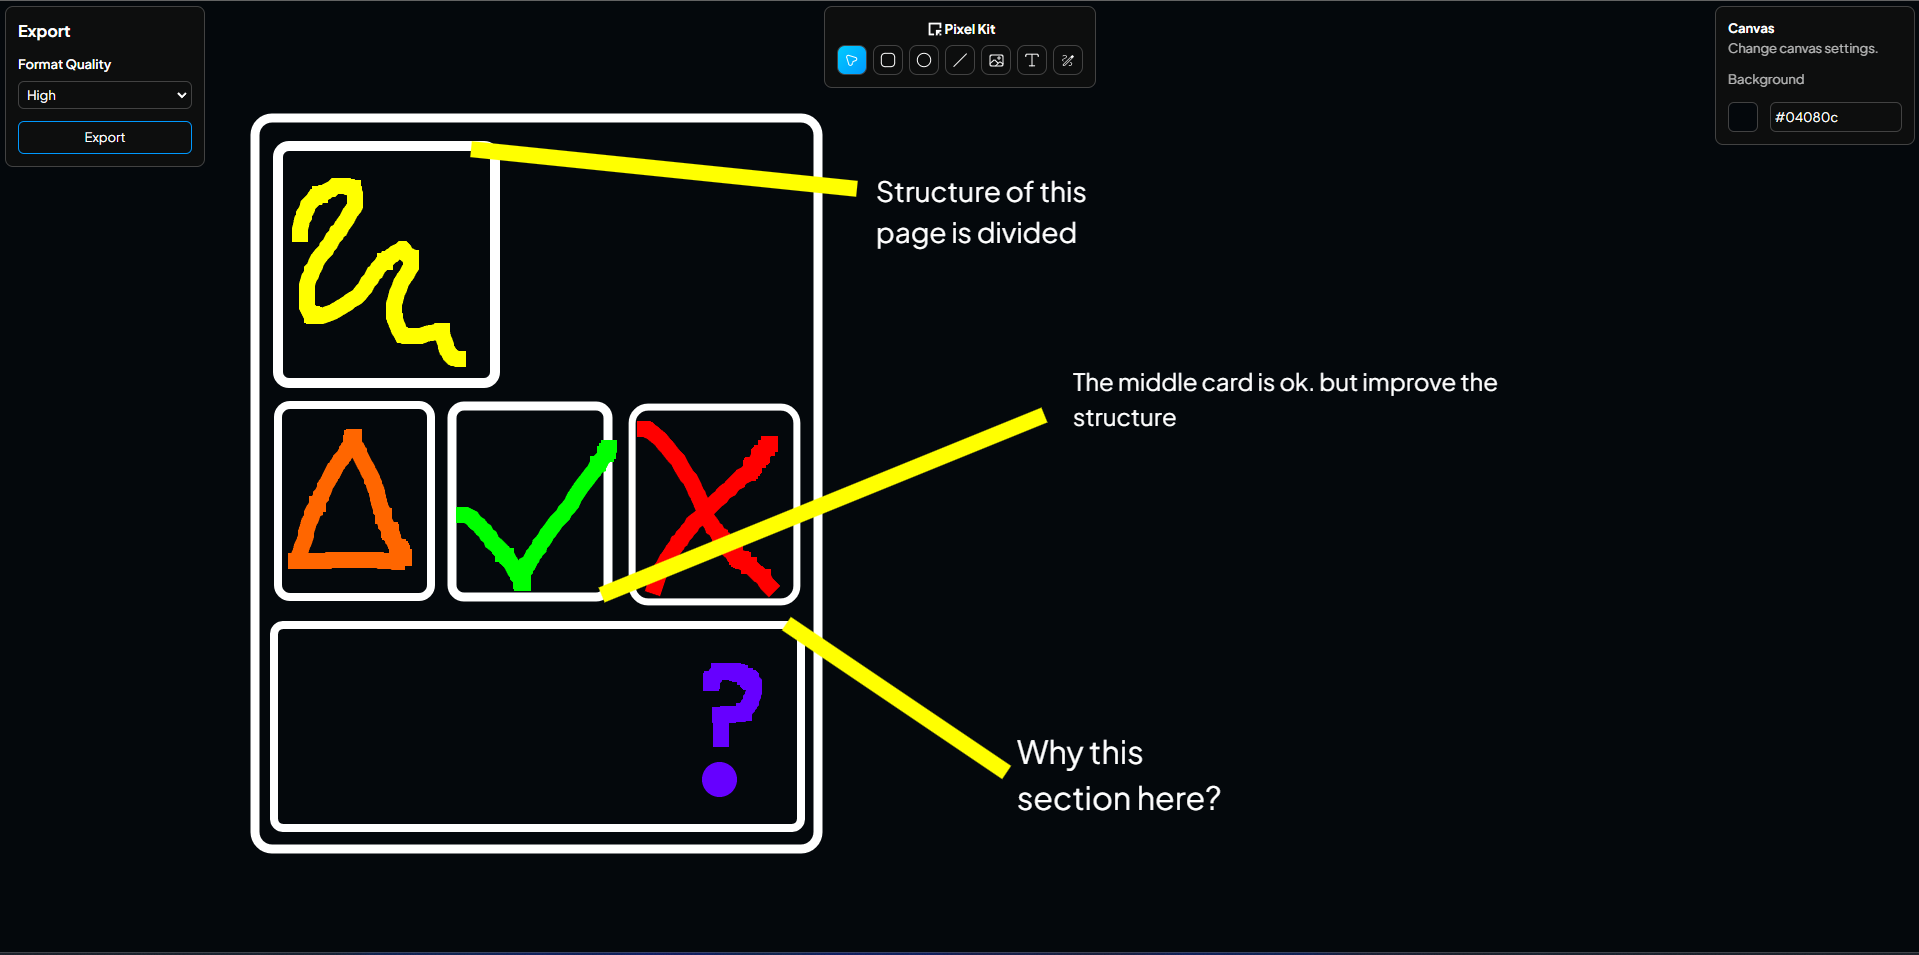 Export
Format Quality
High
Export
Pixel Kit
Canvas
Change canvas settings.
Background
#04080c
Structure of this
page is divided
The middle card is ok. but improve the
structure
?
Why this
section here?